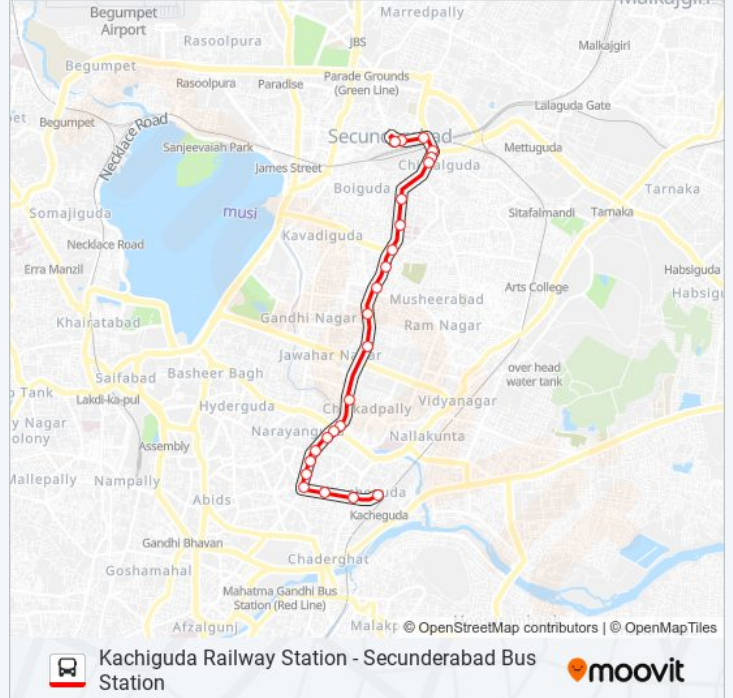 Malkajgiri
Begumpet
Airport
Marredpally
Rasoolpura
JBS
Malkajgiri
Begumpet
Rasoolpura
Paradise
Parade Grounds
(Green Line)
Lalaguda Gate
Begumpet
Necklace Road
Secunderabad
Sanjeevaiah Park
James Street
Mettuguda
Boiguda
Tarnaka
Somajiguda
musi
Sitafalmandi
Tarnaka
Kavadiguda
Necklace Road
Erra Manzil
Habsiguda
Arts College
Musheerabad
Khairatabad
Gandhi Nagar
Ram Nagar
Jawahar Nagar
over head
water tank
Saifabad
Basheer Bagh
Lakdi-ka-pul
Hyderguda
Vidyanagar
Nallakunta
Assembly
Nampally
Abids
Kacheguda
Gandhi Bhavan
Goshamahal
Chaderghat
Mahatma Gandhi Bus
Station (Red Line)
Afzalgunj
© OpenStreetMap contributors | © OpenMapTiles
Kachiguda Railway Station - Secunderabad Bus
Station
moovit